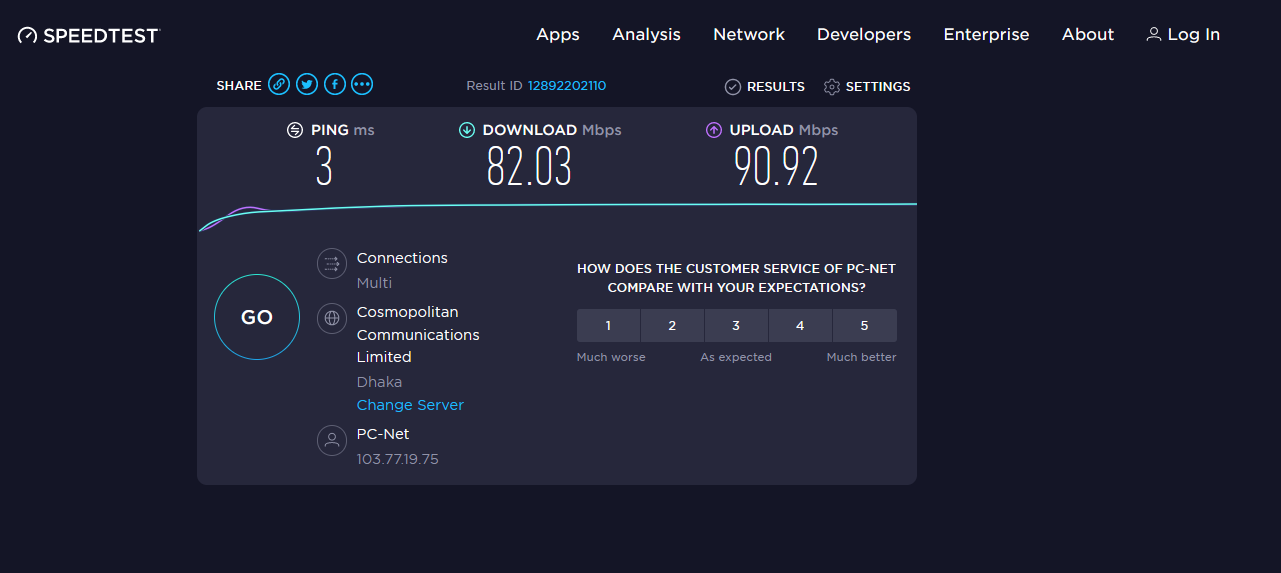 SPEEDTEST
Apps Analysis Network Developers Enterprise About Log In
SHARE Result ID 12892202110 RESULTS SETTINGS
PING ms DOWNLOAD Mbps UPLOAD Mbps
3 82.03 90.92
GO
Connections
Multi
Cosmopolitan
Communications
Limited
Dhaka
Change Server
PC-Net
103.77.19.75
HOW DOES THE CUSTOMER SERVICE OF PC-NET
COMPARE WITH YOUR EXPECTATIONS?
1 2 3 4 5
Much worse As expected Much better